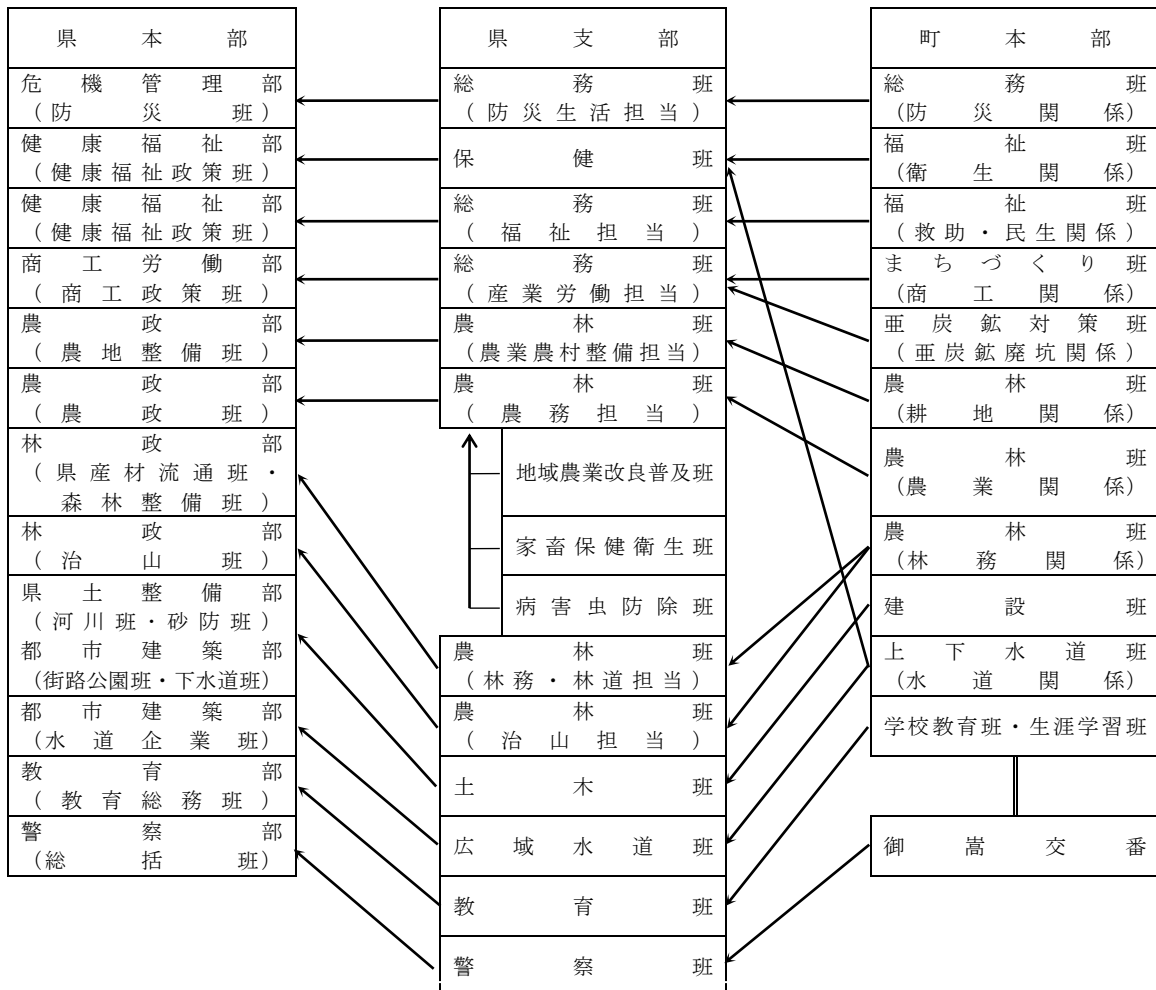 県本部
危機管理部
（防災班）
健康福祉部
（健康福祉政策班）
健康福祉部
（健康福祉政策班）
商工労働部
（商工政策班）
農政部
（農地整備班）
農政部
（農政班）
林政部
（県産材流通班・
森林整備班）
林政部
（治山班）
県土整備部
（河川班・砂防班）
都市建築部
（街路公園班・下水道班）
都市建築部
（水道企業班）
教育部
（教育総務班）
警察部
（総括班）
県支部
総務班
（防災生活担当）
保健班
総務班
（福祉担当）
総務班
（産業労働担当）
農林班
（農業農村整備担当）
農林班
（農務担当）
地域農業改良普及班
家畜保健衛生班
病害虫防除班
農林班
（林務・林道担当）
農林班
（治山担当）
土木班
広域水道班
教育班
警察班
町本部
総務班
（防災関係）
福祉班
（衛生関係）
福祉班
（救助・民生関係）
まちづくり班
（商工関係）
亜炭鉱対策班
（亜炭鉱廃坑関係）
農林班
（耕地関係）
農林班
（農業関係）
農林班
（林務関係）
建設班
上下水道班
（水道関係）
学校教育班・生涯学習班
御嵩交番